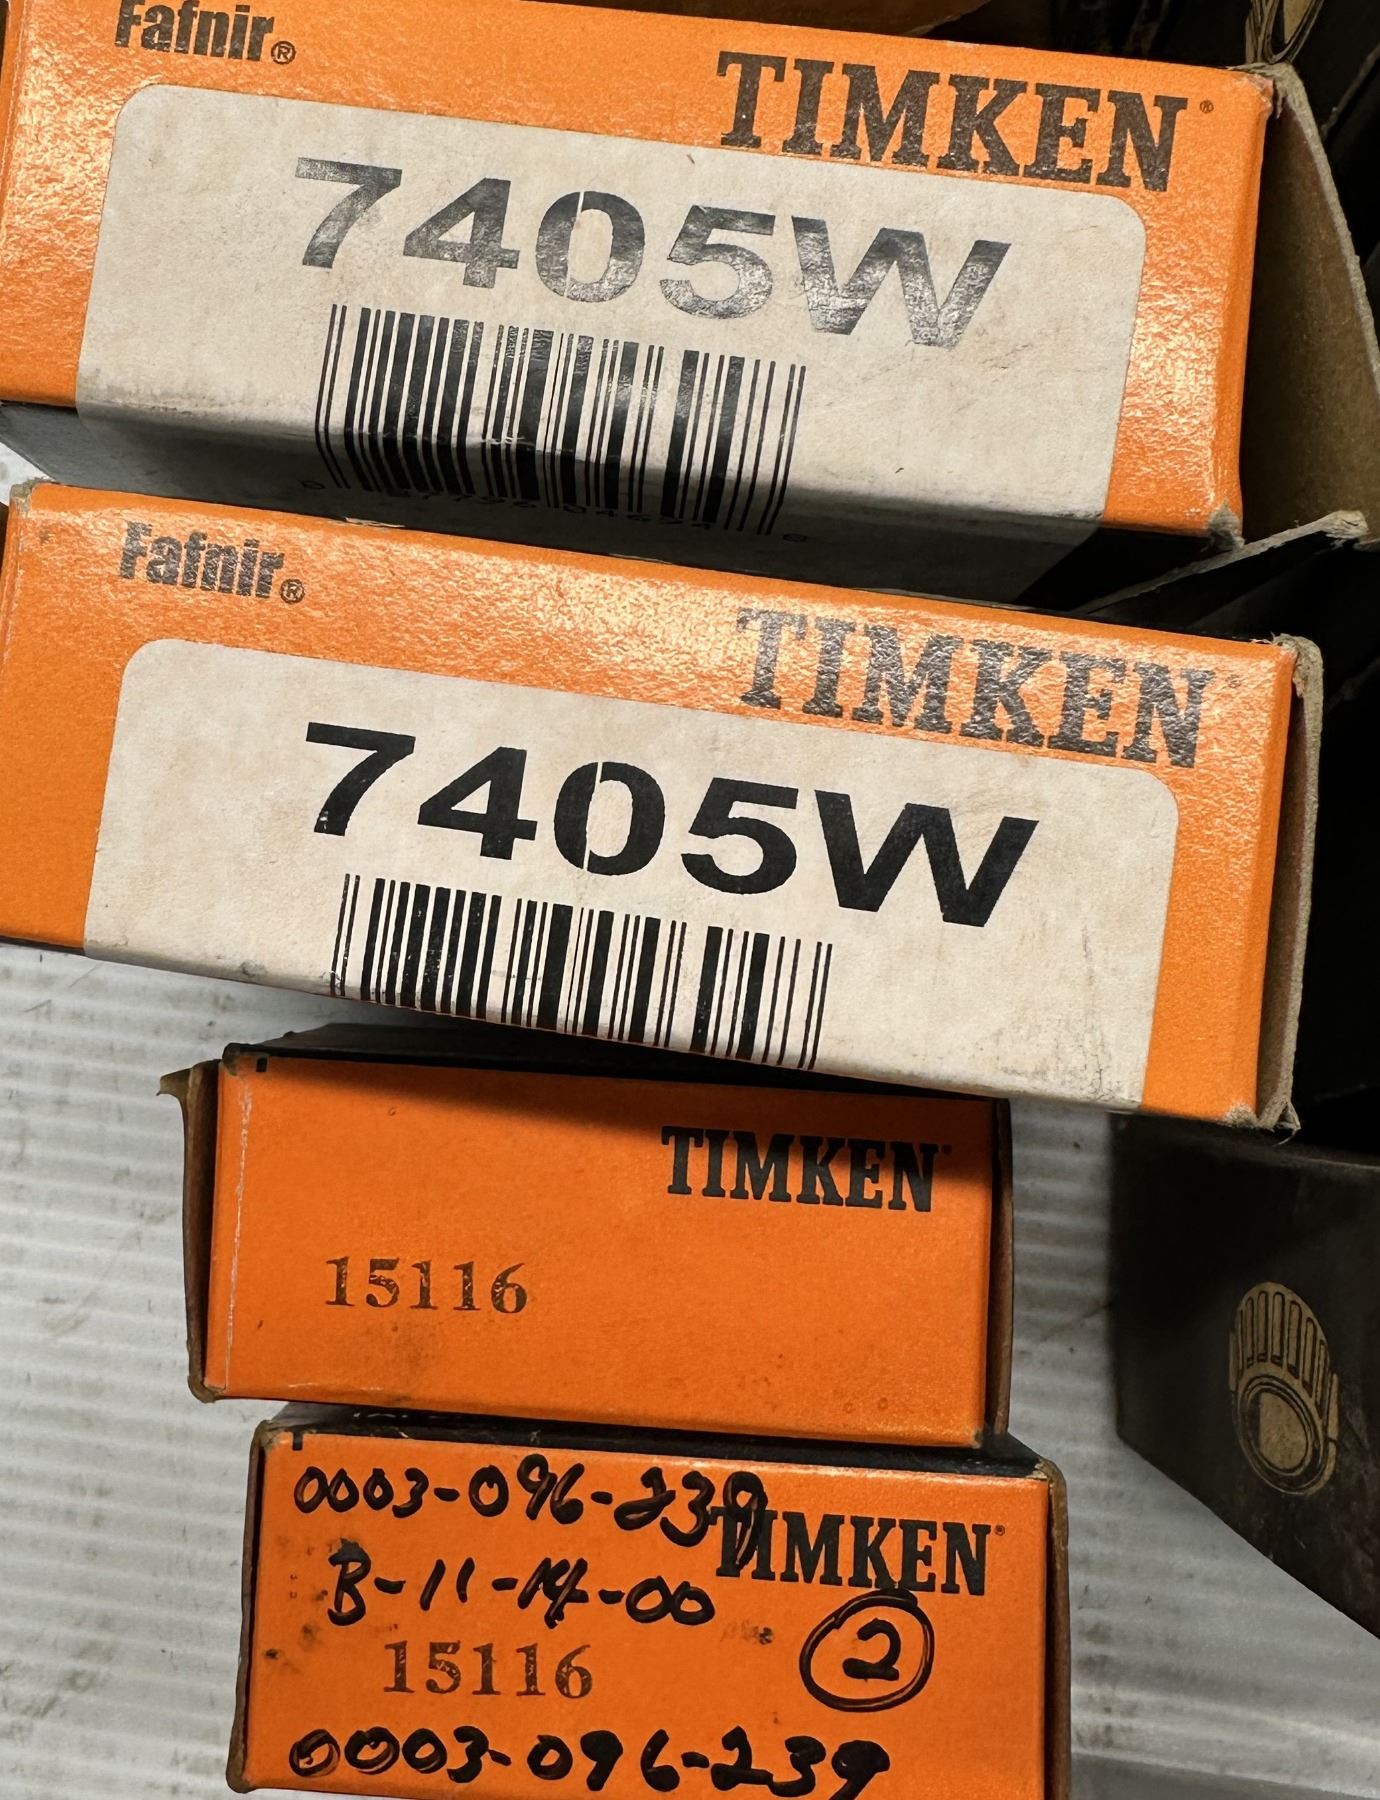 Fafnir®
TIMKEN®
7405W
Fafnir®
TIMKEN®
7405W
TIMKEN®
15116
0003-096-239
TIMKEN®
B-11-14-00
2
15116
0003-096-239